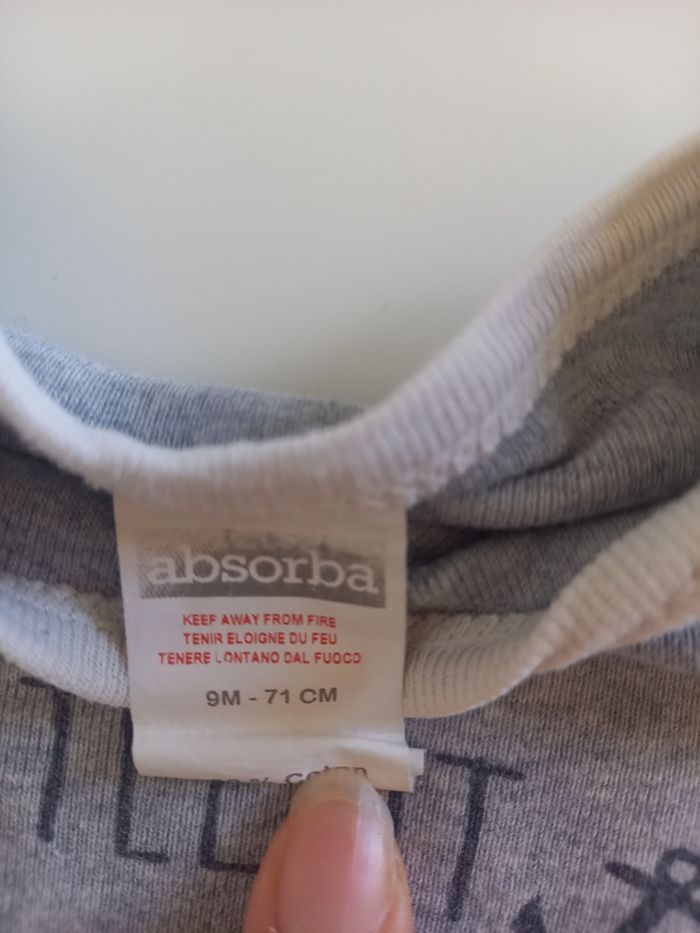 absorba
KEEP AWAY FROM FIRE
TENIR ELOIGNE DU FEU
TENERE LONTANO DAL FUOCO
9M - 71 CM